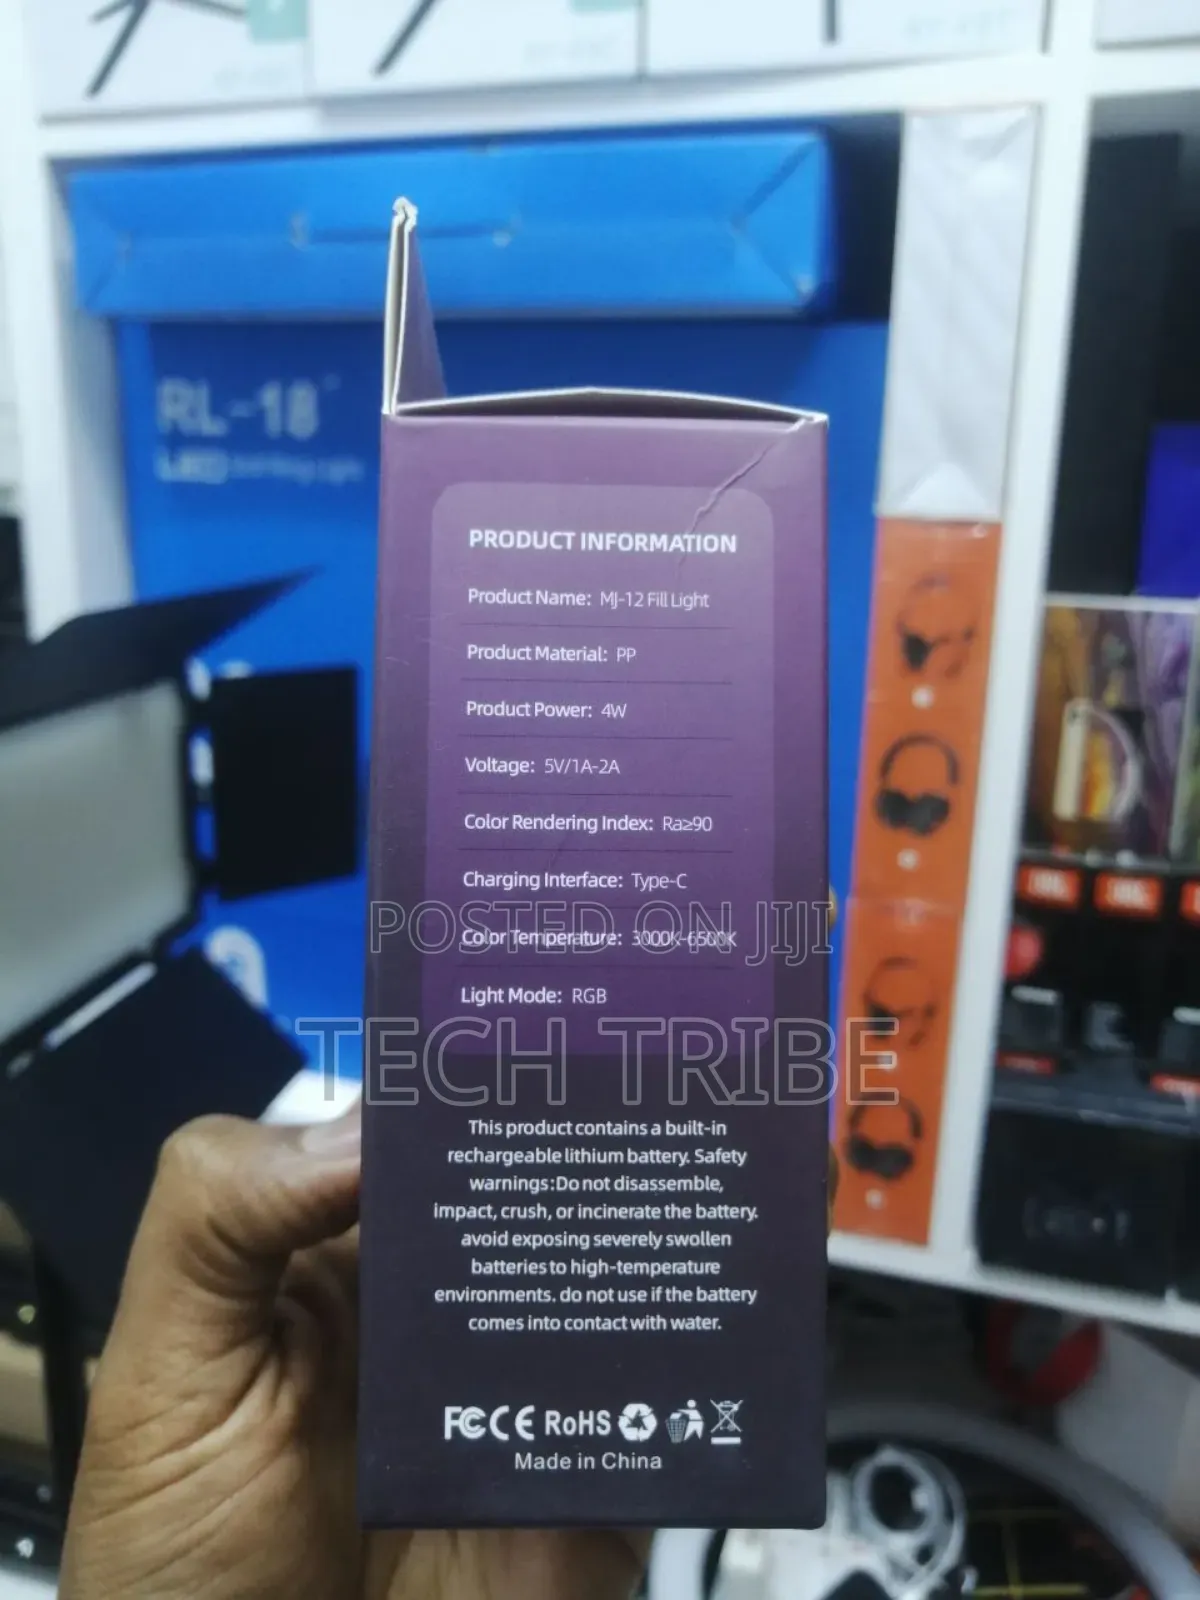 RL-18"
LED
PRODUCT INFORMATION
Product Name: MJ-12 Fill Light
Product Material: PP
Product Power: 4W
Voltage: 5V/1A-2A
Color Rendering Index: Ra≥90
Charging Interface: Type-C
POSTED ON JIJI
Color Temperature: 3000K-6500K
Light Mode: RGB
TECH TRIBE
This product contains a built-in
rechargeable lithium battery. Safety
warnings:Do not disassemble,
impact, crush, or incinerate the battery.
avoid exposing severely swollen
batteries to high-temperature
environments. do not use if the battery
comes into contact with water.
FC CE RoHS
Made in China
JBL
JBL